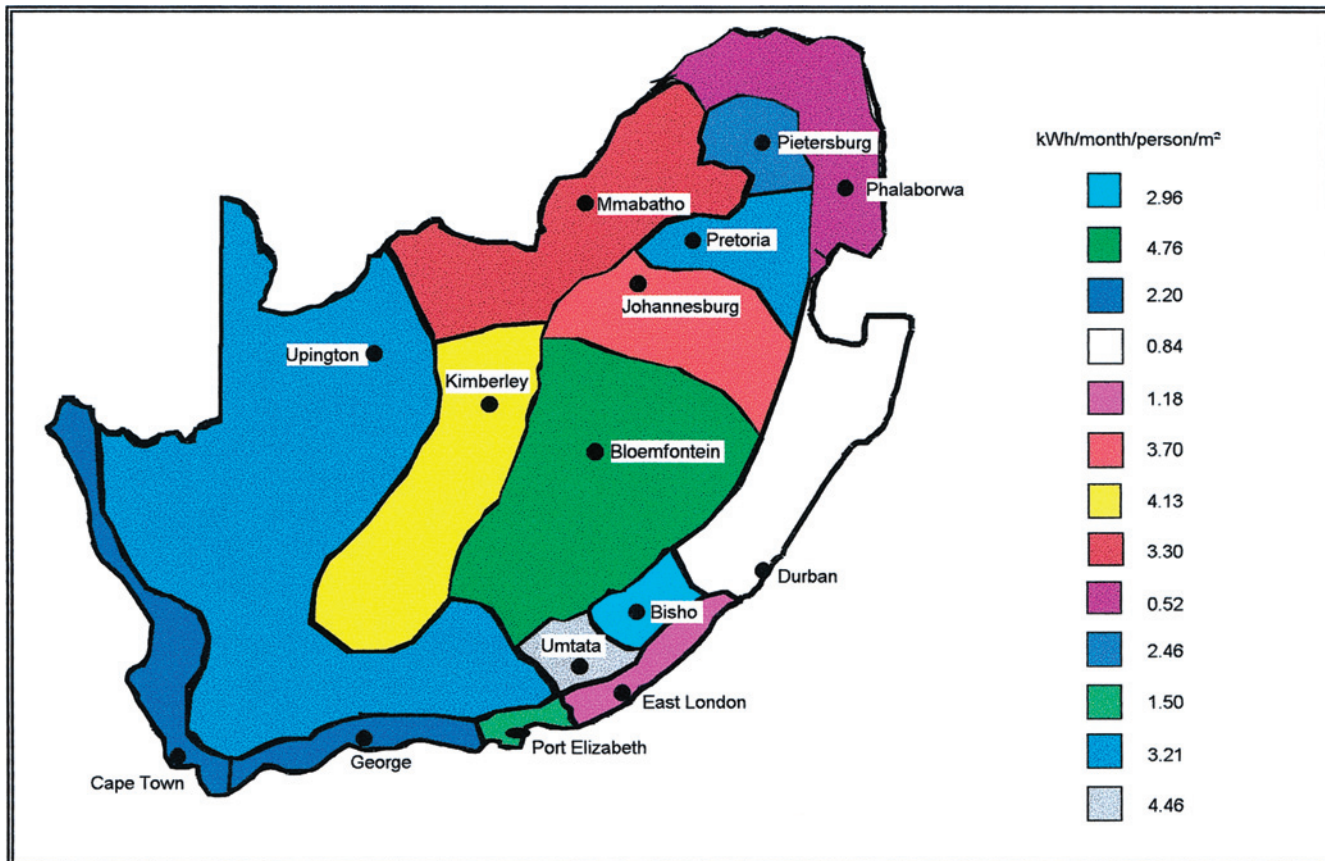 kWh/month/person/m²
Pietersburg
Phalaborwa
2.96
Mmabatho
Pretoria
4.76
Johannesburg
2.20
Upington
0.84
Kimberley
1.18
Bloemfontein
3.70
4.13
3.30
Durban
Bisho
0.52
Umtata
2.46
East London
1.50
Port Elizabeth
George
Cape Town
3.21
4.46